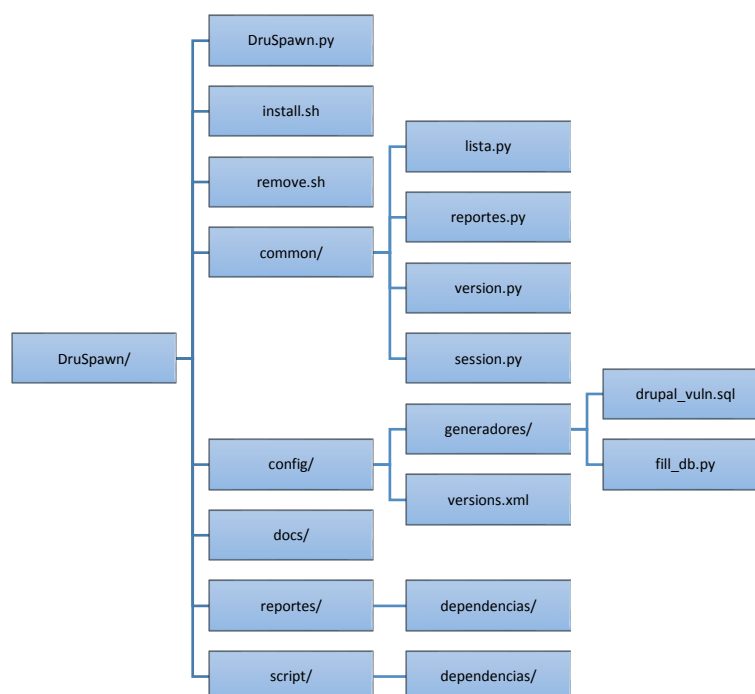 DruSpawn/
DruSpawn.py
install.sh
remove.sh
common/
lista.py
reportes.py
version.py
session.py
config/
generadores/
drupal_vuln.sql
fill_db.py
versions.xml
docs/
reportes/
dependencias/
script/
dependencias/